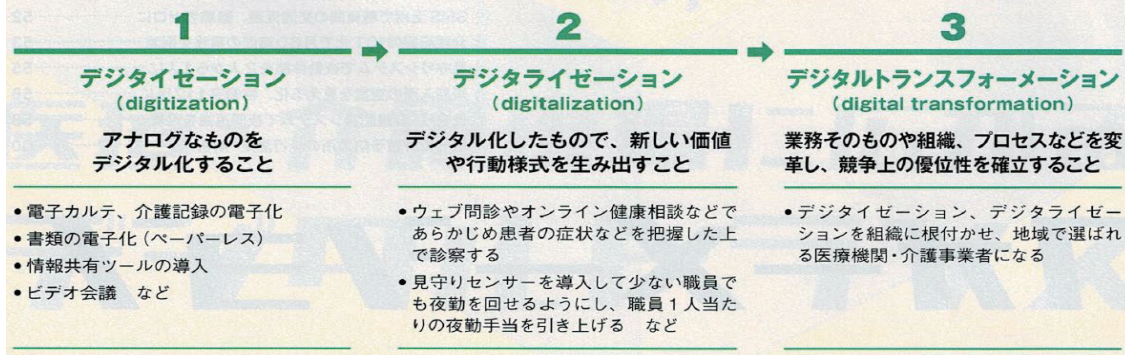 1
デジタイゼーション
(digitization)
アナログなものを
デジタル化すること
• 電子カルテ、介護記録の電子化
• 書類の電子化（ペーパーレス）
• 情報共有ツールの導入
• ビデオ会議　など
2
デジタライゼーション
(digitalization)
デジタル化したもので、新しい価値
や行動様式を生み出すこと
• ウェブ問診やオンライン健康相談などで
あらかじめ患者の症状などを把握した上
で診察する
• 見守りセンサーを導入して少ない職員で
も夜勤を回せるようにし、職員１人当た
りの夜勤手当を引き上げる　など
3
デジタルトランスフォーメーション
(digital transformation)
業務そのものや組織、プロセスなどを変
革し、競争上の優位性を確立すること
• デジタイゼーション、デジタライゼー
ションを組織に根付かせ、地域で選ばれ
る医療機関・介護事業者になる